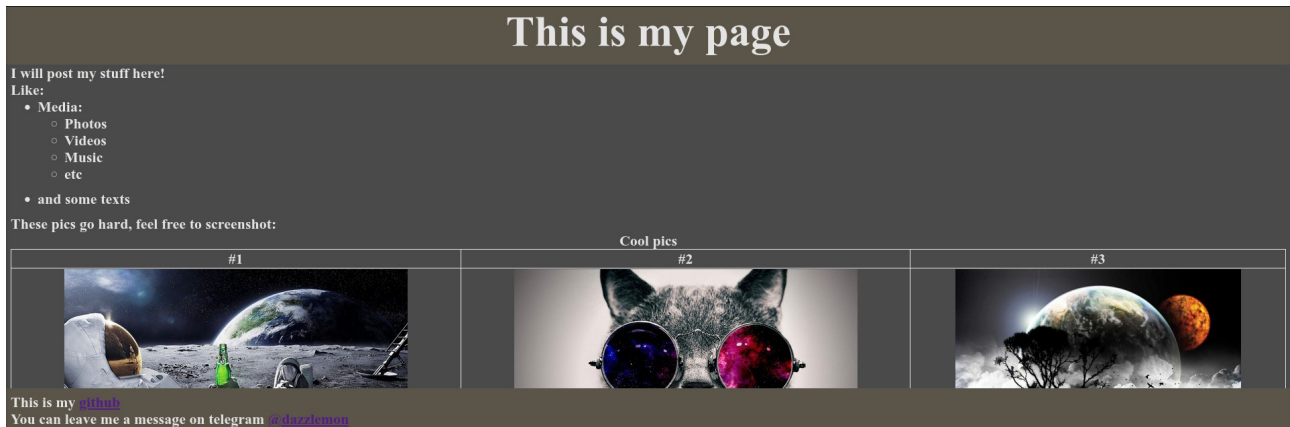 This is my page
I will post my stuff here!
Like:
Media:
Photos
Videos
Music
etc
and some texts
These pics go hard, feel free to screenshot:
Cool pics
#1 #2 #3
This is my github
You can leave me a message on telegram @dazzlemon